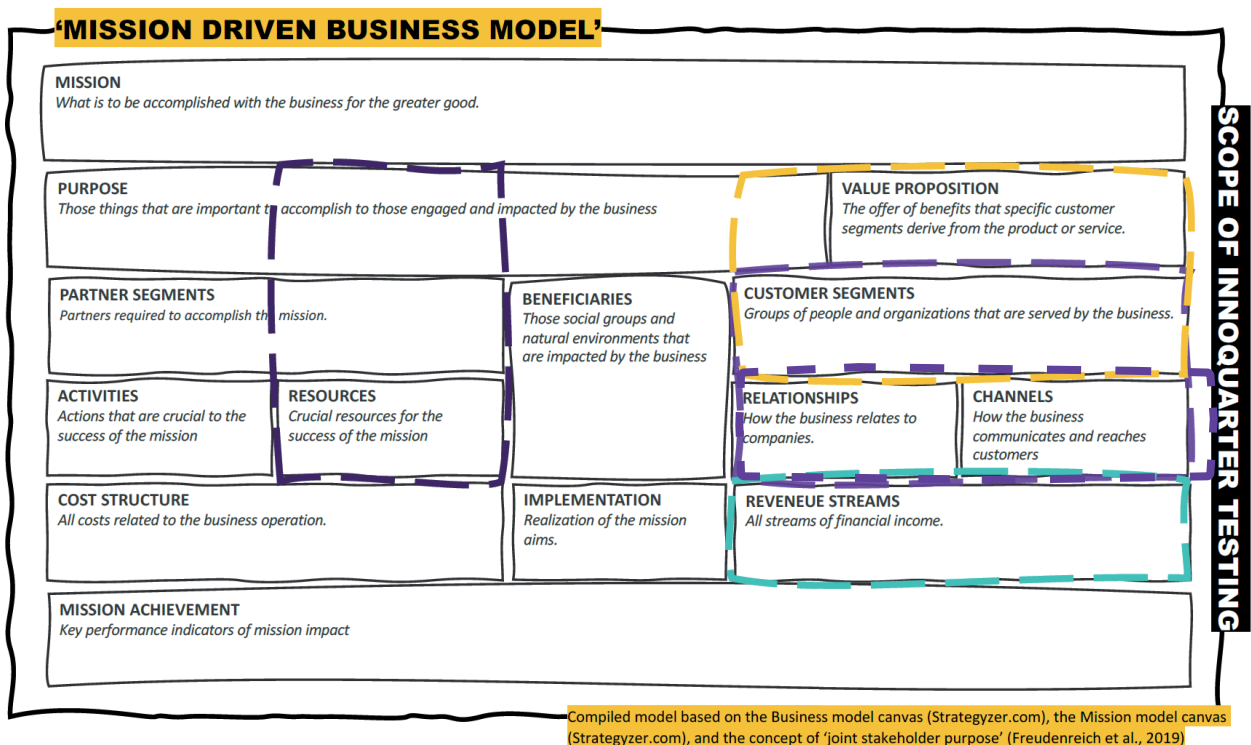 ‘MISSION DRIVEN BUSINESS MODEL’
MISSION
What is to be accomplished with the business for the greater good.
PURPOSE
Those things that are important to accomplish to those engaged and impacted by the business
VALUE PROPOSITION
The offer of benefits that specific customer
segments derive from the product or service.
PARTNER SEGMENTS
Partners required to accomplish the mission.
BENEFICIARIES
Those social groups and
natural environments that
are impacted by the business
CUSTOMER SEGMENTS
Groups of people and organizations that are served by the business.
ACTIVITIES
Actions that are crucial to the
success of the mission
RESOURCES
Crucial resources for the
success of the mission
RELATIONSHIPS
How the business relates to
companies.
CHANNELS
How the business
communicates and reaches
customers
COST STRUCTURE
All costs related to the business operation.
IMPLEMENTATION
Realization of the mission
aims.
REVENEUE STREAMS
All streams of financial income.
MISSION ACHIEVEMENT
Key performance indicators of mission impact
SCOPE OF INNOQUARTER TESTING
Compiled model based on the Business model canvas (Strategyzer.com), the Mission model canvas
(Strategyzer.com), and the concept of ‘joint stakeholder purpose’ (Freudenreich et al., 2019)